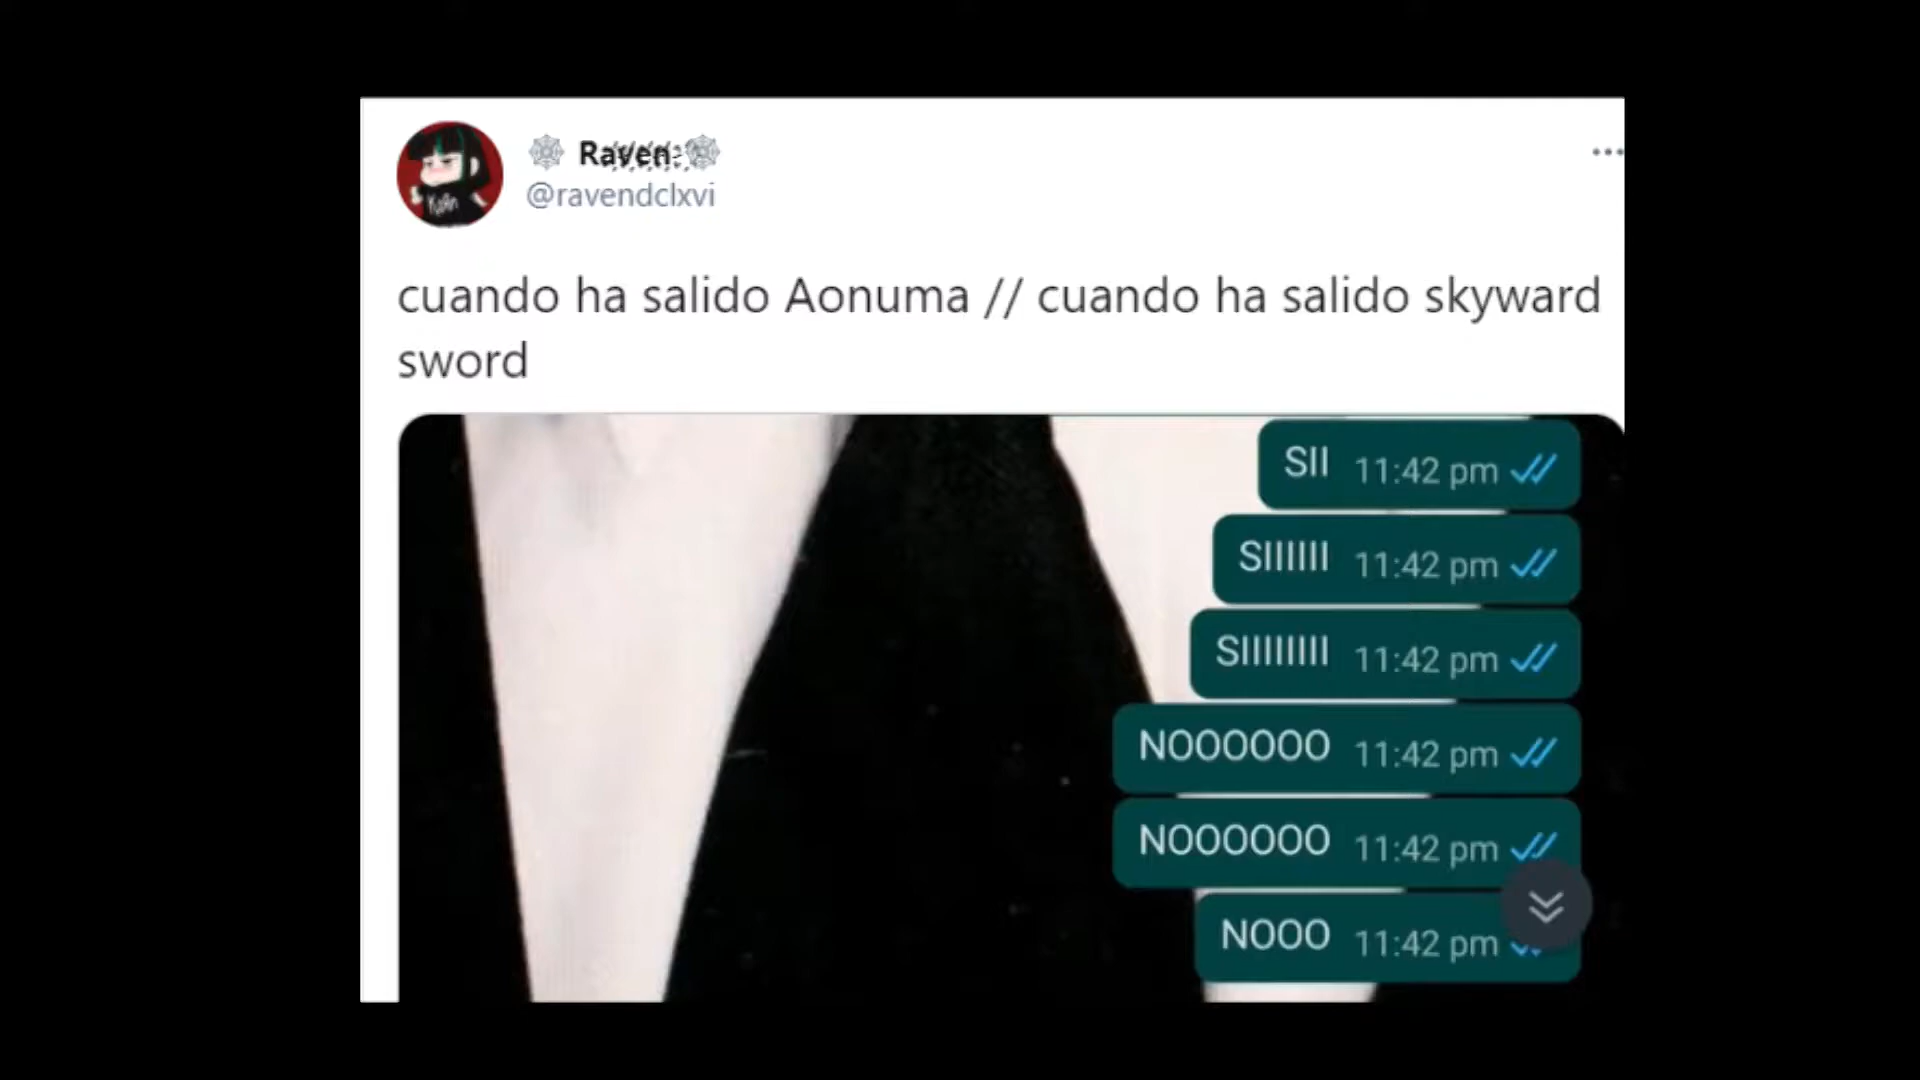 🕸 Raven 🕸
@ravendclxvi
cuando ha salido Aonuma // cuando ha salido skyward
sword
SII 11:42 pm
SIIIIII 11:42 pm
SIIIIIIII 11:42 pm
NOOOOOO 11:42 pm
NOOOOOO 11:42 pm
NOOO 11:42 pm